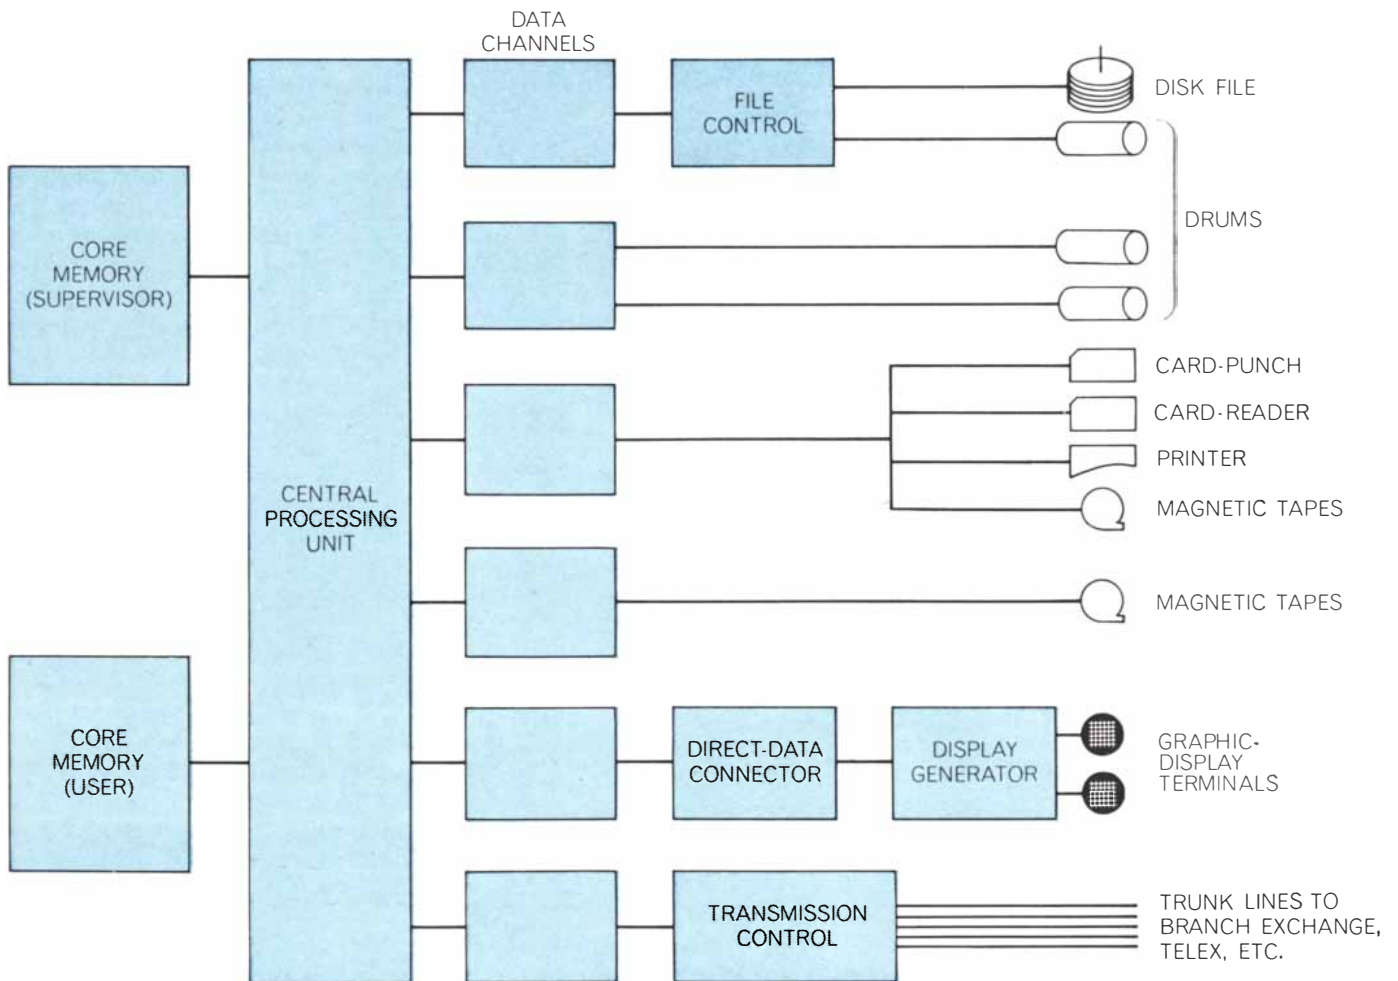 DATA
CHANNELS
FILE
CONTROL
DISK FILE
DRUMS
CORE
MEMORY
(SUPERVISOR)
CARD-PUNCH
CARD-READER
PRINTER
MAGNETIC TAPES
CENTRAL
PROCESSING
UNIT
MAGNETIC TAPES
CORE
MEMORY
(USER)
DIRECT-DATA
CONNECTOR
DISPLAY
GENERATOR
GRAPHIC-
DISPLAY
TERMINALS
TRANSMISSION
CONTROL
TRUNK LINES TO
BRANCH EXCHANGE,
TELEX, ETC.